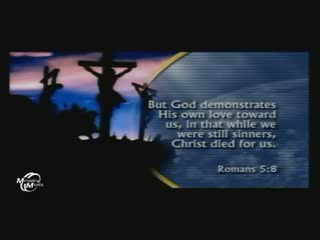 But God demonstrates
His own love toward
us, in that while we
were still sinners,
Christ died for us.
Romans 5:8